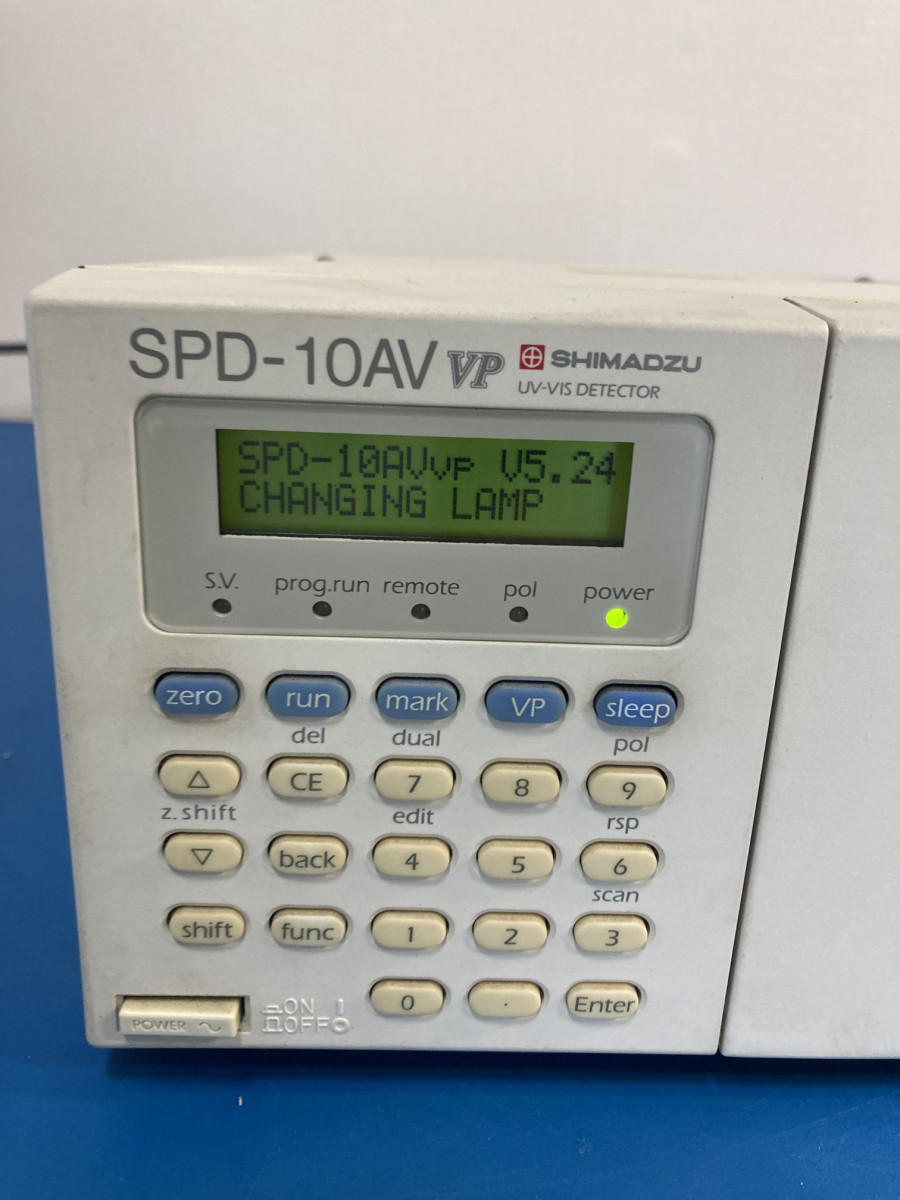 SPD-10AV VP SHIMADZU
UV-VIS DETECTOR
SPD-10AVvp V5.24
CHANGING LAMP
S.V. prog.run remote pol power
zero run mark VP sleep
del dual pol
△ CE 7 8 9
z.shift edit rsp
▽ back 4 5 6
scan
shift func 1 2 3
0 . Enter
POWER ~
ON I
OFF